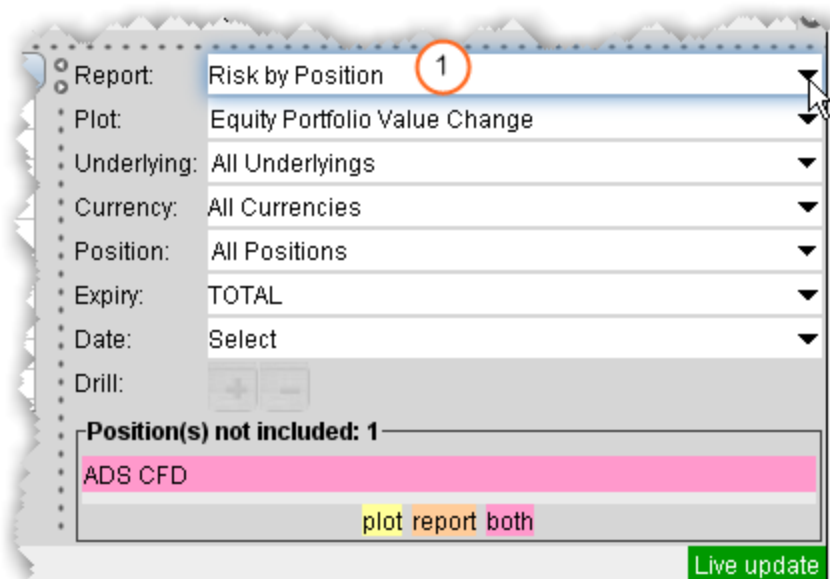 Report: Risk by Position 1
Plot: Equity Portfolio Value Change
Underlying: All Underlyings
Currency: All Currencies
Position: All Positions
Expiry: TOTAL
Date: Select
Drill:
Position(s) not included: 1
ADS CFD
plot report both
Live update